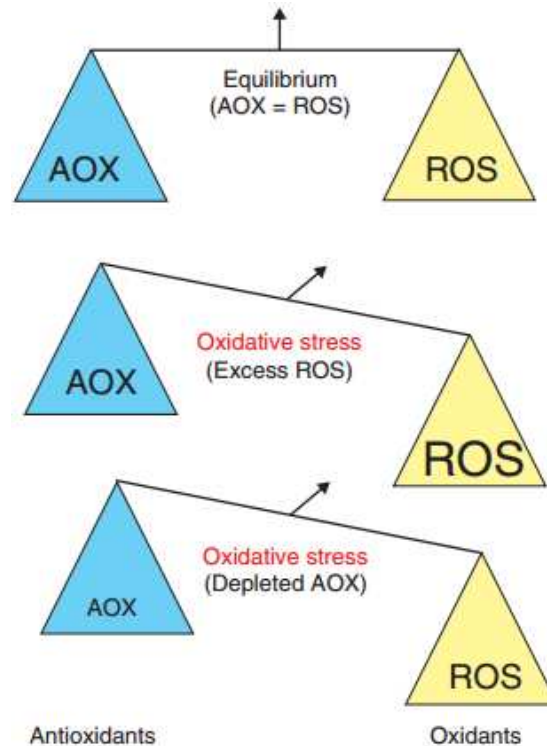 Equilibrium
(AOX = ROS)
AOX
ROS
Oxidative stress
(Excess ROS)
AOX
ROS
Oxidative stress
(Depleted AOX)
AOX
ROS
Antioxidants
Oxidants